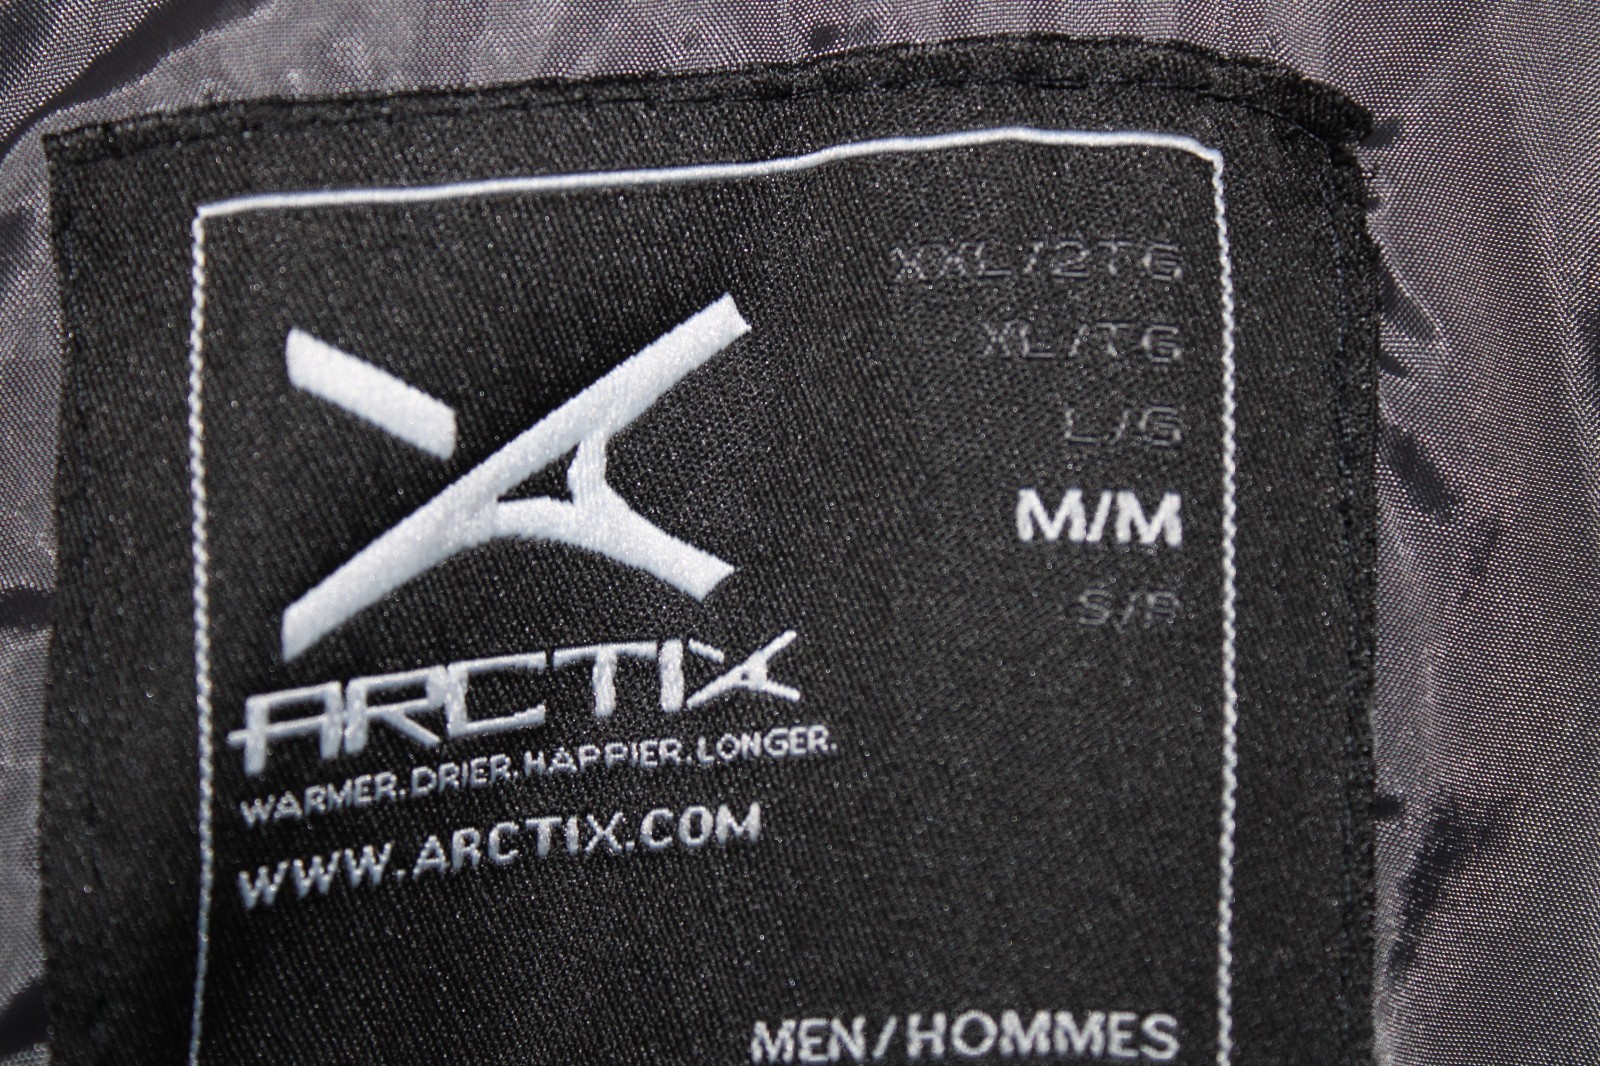 XXL/2TG
XL/TG
L/G
M/M
S/P
ARCTIX
WARMER.DRIER.HAPPIER.LONGER.
WWW.ARCTIX.COM
MEN/HOMMES